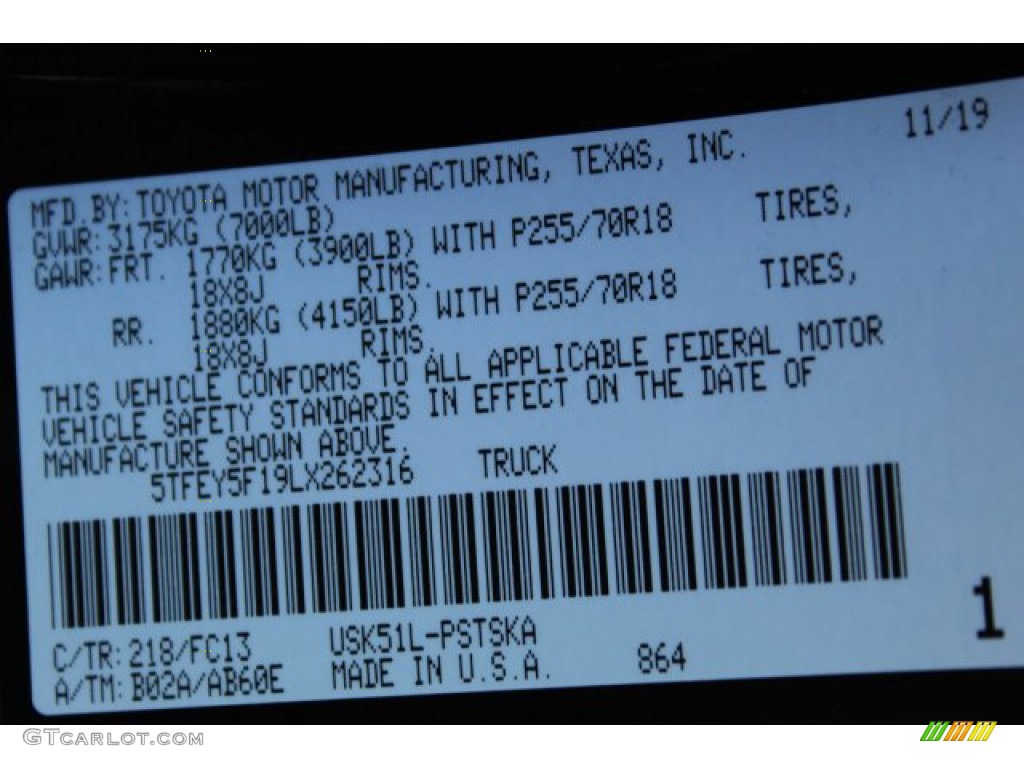 11/19
MFD.BY:TOYOTA MOTOR MANUFACTURING, TEXAS, INC.
GVWR:3175KG (7000LB)
GAWR:FRT. 1770KG (3900LB) WITH P255/70R18 TIRES,
18X8J RIMS.
RR. 1880KG (4150LB) WITH P255/70R18 TIRES,
18X8J RIMS.
THIS VEHICLE CONFORMS TO ALL APPLICABLE FEDERAL MOTOR
VEHICLE SAFETY STANDARDS IN EFFECT ON THE DATE OF
MANUFACTURE SHOWN ABOVE.
5TFEY5F19LX262316 TRUCK
1
C/TR:218/FC13 USK51L-PSTSKA
A/TM:B02A/AB60E MADE IN U.S.A. 864
GTCARLOT.COM